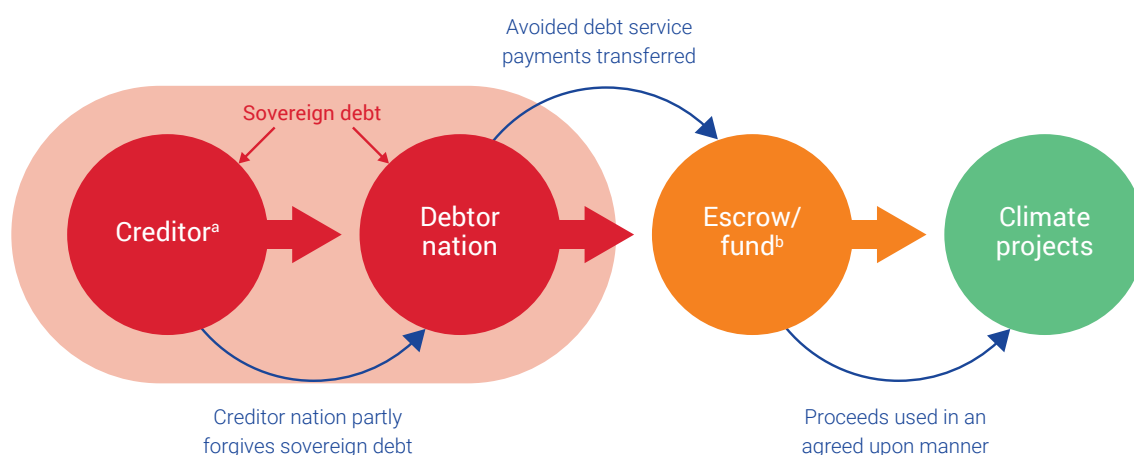 Avoided debt service
payments transferred
Sovereign debt
Creditorᵃ
Debtor
nation
Escrow/
fundᵇ
Climate
projects
Creditor nation partly
forgives sovereign debt
Proceeds used in an
agreed upon manner